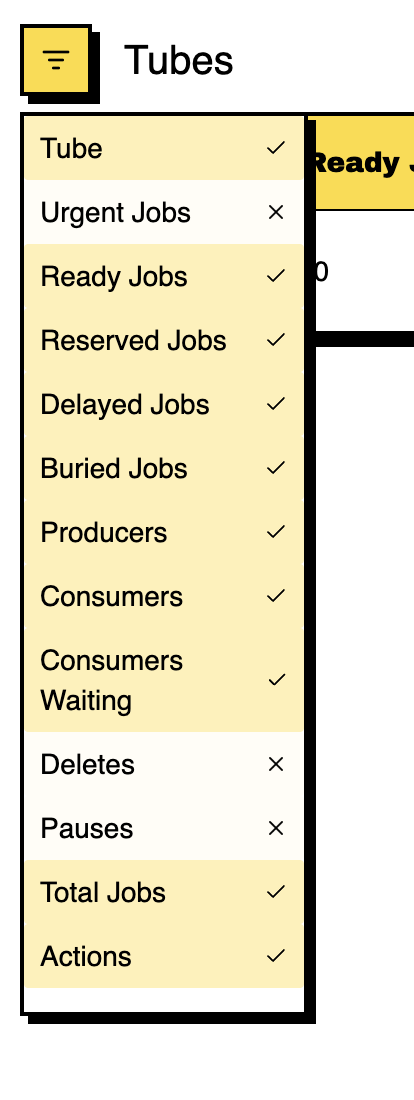 Tubes
Tube
Ready J
Urgent Jobs
Ready Jobs
0
Reserved Jobs
Delayed Jobs
Buried Jobs
Producers
Consumers
Consumers
Waiting
Deletes
Pauses
Total Jobs
Actions